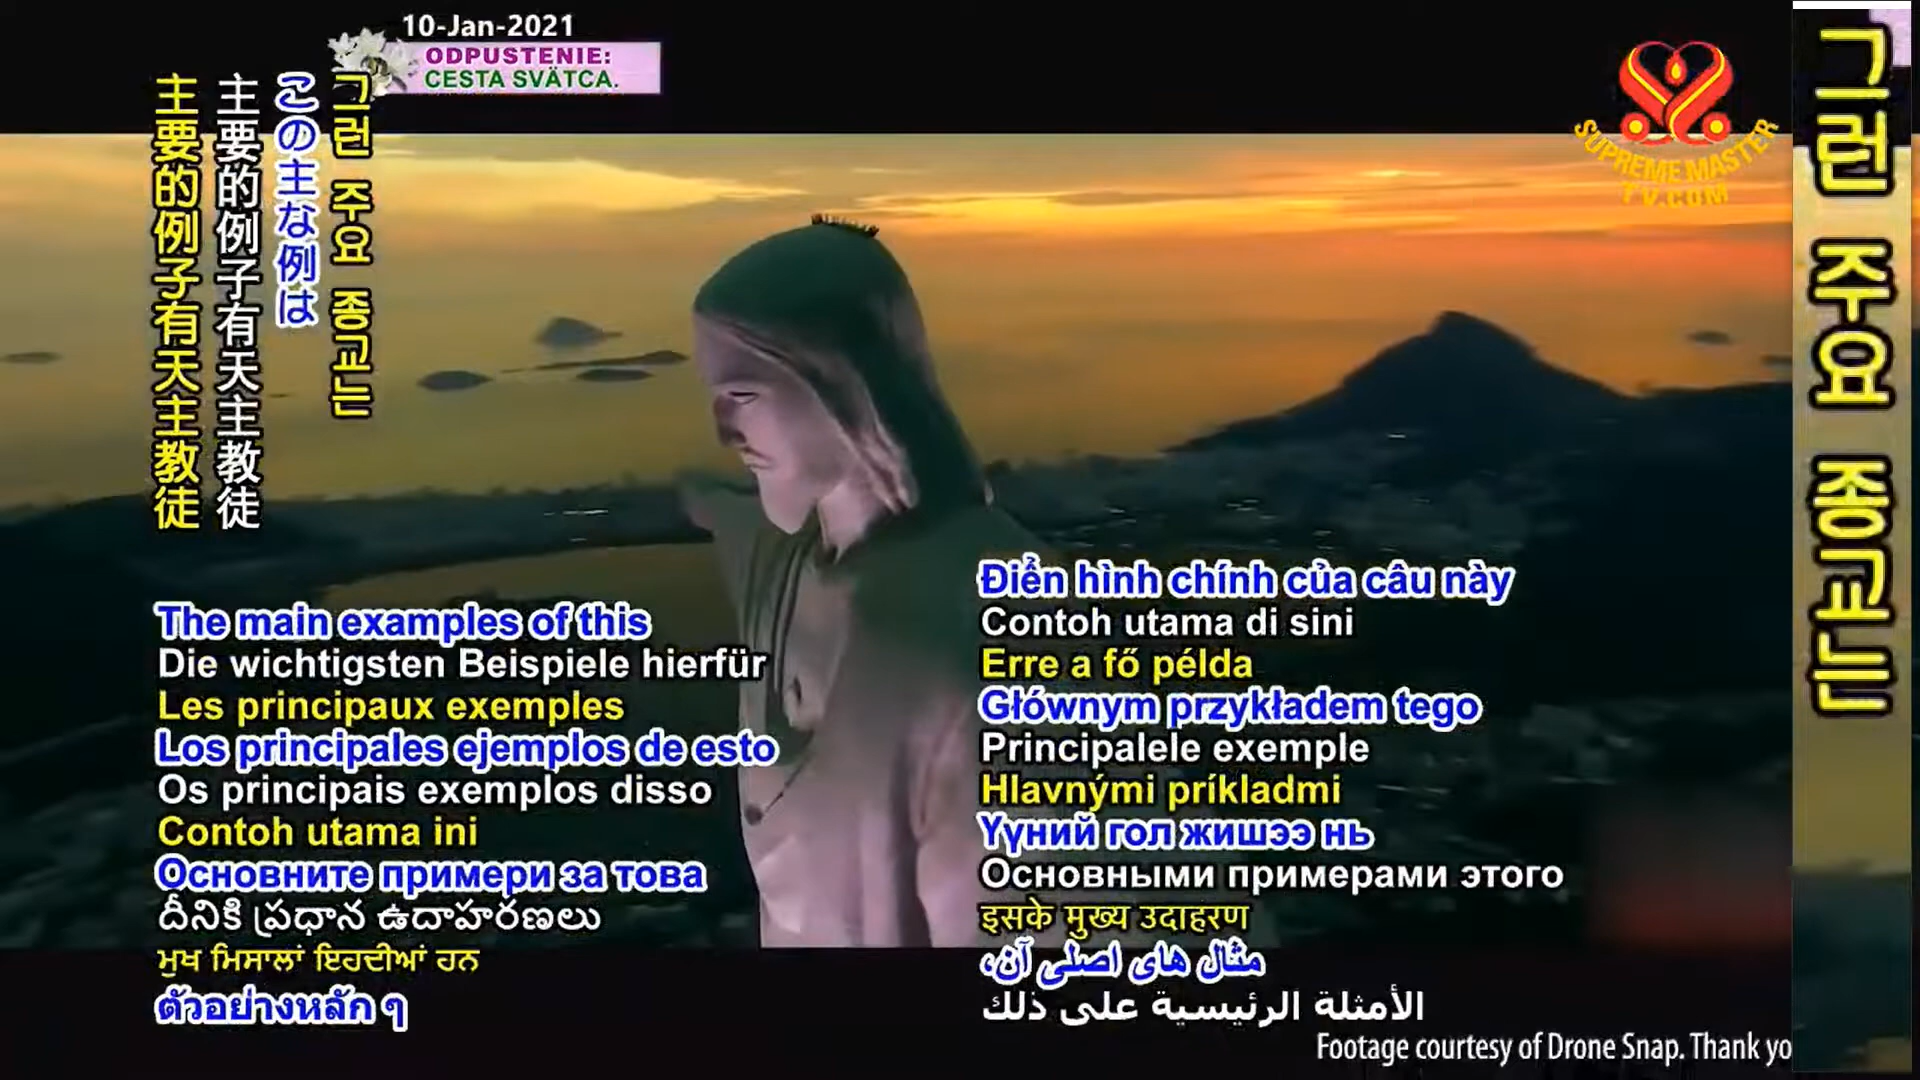 10-Jan-2021
ODPUSTENIE:
CESTA SVÄTCA.
SUPREME MASTER
TV.COM
그런 주요 종교는
この主な例は
主要的例子有天主教徒
主要的例子有天主教徒
The main examples of this
Die wichtigsten Beispiele hierfür
Les principaux exemples
Los principales ejemplos de esto
Os principais exemplos disso
Contoh utama ini
Основните примери за това
దీనికి ప్రధాన ఉదాహరణలు
ਮੁਖ ਮਿਸਾਲਾਂ ਇਹਦੀਆਂ ਹਨ
ตัวอย่างหลัก ๆ
Điển hình chính của câu này
Contoh utama di sini
Erre a fő példa
Głównym przykładem tego
Principalele exemple
Hlavnými príkladmi
Үүний гол жишээ нь
Основными примерами этого
इसके मुख्य उदाहरण
مثال های اصلی آن،
الأمثلة الرئيسية على ذلك
Footage courtesy of Drone Snap. Thank yo
그런 주요 종교는